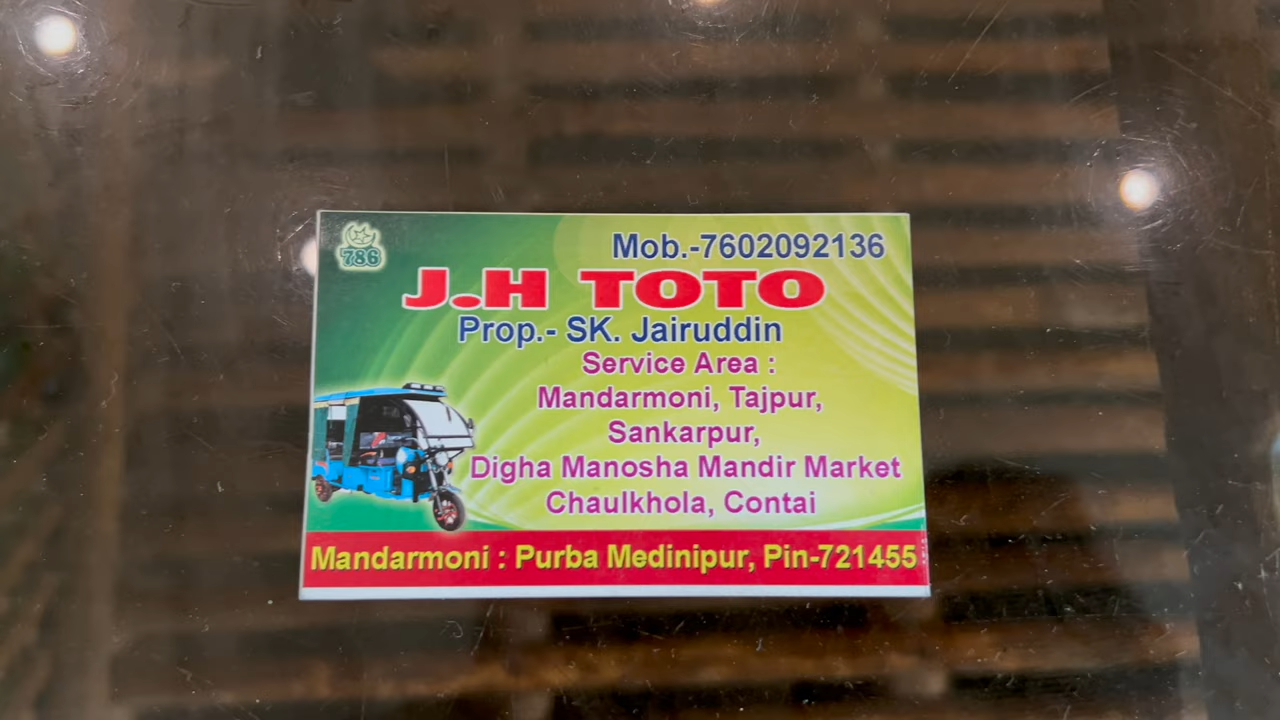 786
Mob.-7602092136
J.H TOTO
Prop.- SK. Jairuddin
Service Area :
Mandarmoni, Tajpur,
Sankarpur,
Digha Manosha Mandir Market
Chaulkhola, Contai
Mandarmoni : Purba Medinipur, Pin-721455